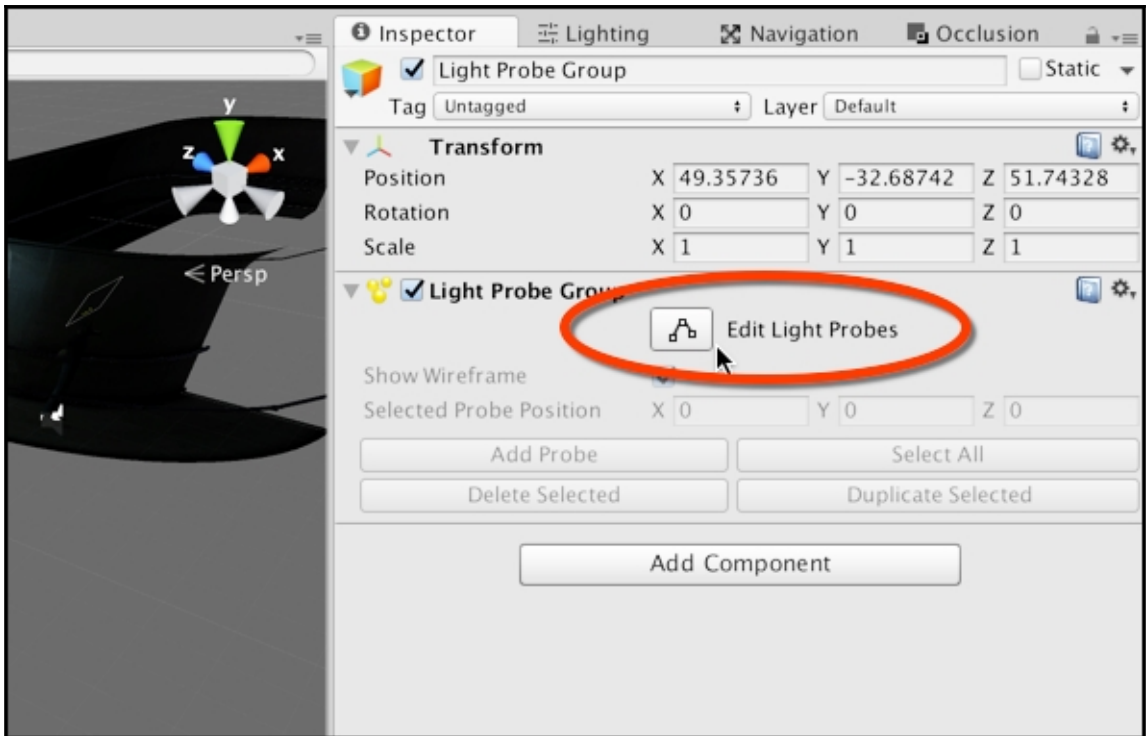 Inspector Lighting Navigation Occlusion
Light Probe Group Static
Tag Untagged Layer Default
Transform
Position X 49.35736 Y -32.68742 Z 51.74328
Rotation X 0 Y 0 Z 0
Scale X 1 Y 1 Z 1
Light Probe Group
Edit Light Probes
Show Wireframe
Selected Probe Position X 0 Y 0 Z 0
Add Probe Select All
Delete Selected Duplicate Selected
Add Component
y
z x
Persp